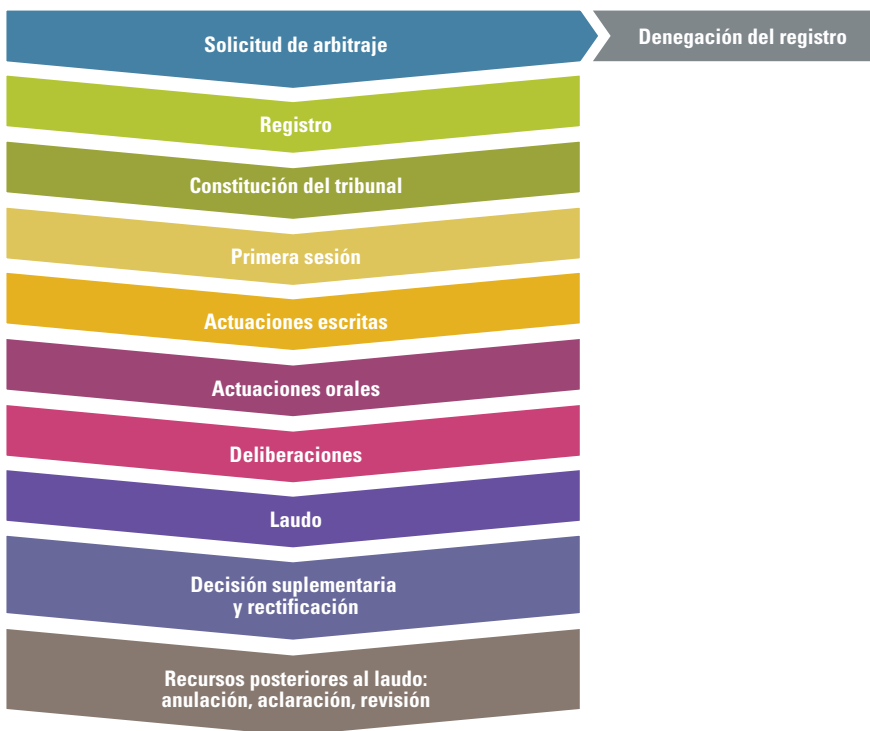 Solicitud de arbitraje
Denegación del registro
Registro
Constitución del tribunal
Primera sesión
Actuaciones escritas
Actuaciones orales
Deliberaciones
Laudo
Decisión suplementaria
y rectificación
Recursos posteriores al laudo:
anulación, aclaración, revisión